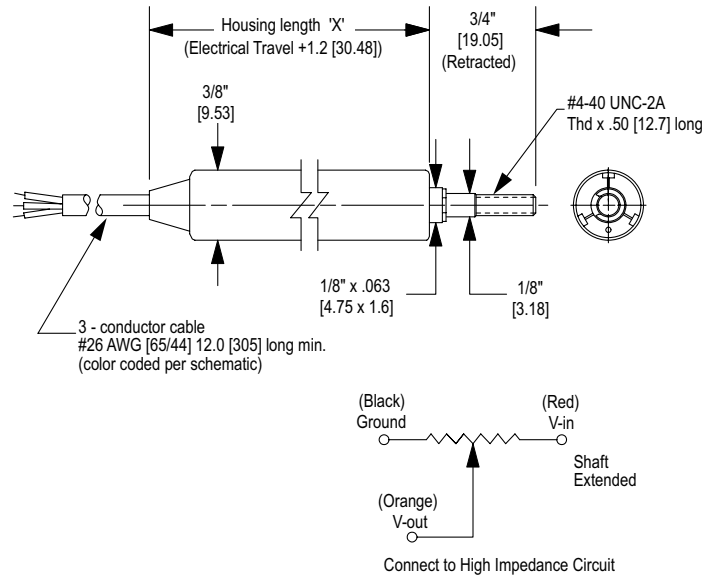 Housing length 'X'
(Electrical Travel +1.2 [30.48])
3/4"
[19.05]
(Retracted)
3/8"
[9.53]
#4-40 UNC-2A
Thd x .50 [12.7] long
1/8" x .063
[4.75 x 1.6]
1/8"
[3.18]
3 - conductor cable
#26 AWG [65/44] 12.0 [305] long min.
(color coded per schematic)
(Black)
Ground
(Red)
V-in
Shaft
Extended
(Orange)
V-out
Connect to High Impedance Circuit